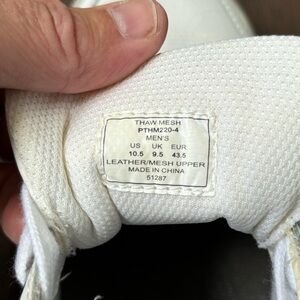 THAW-MESH
PTHM220-4
MEN'S
US UK EUR
10.5 9.5 43.5
LEATHER/MESH UPPER
MADE IN CHINA
51287